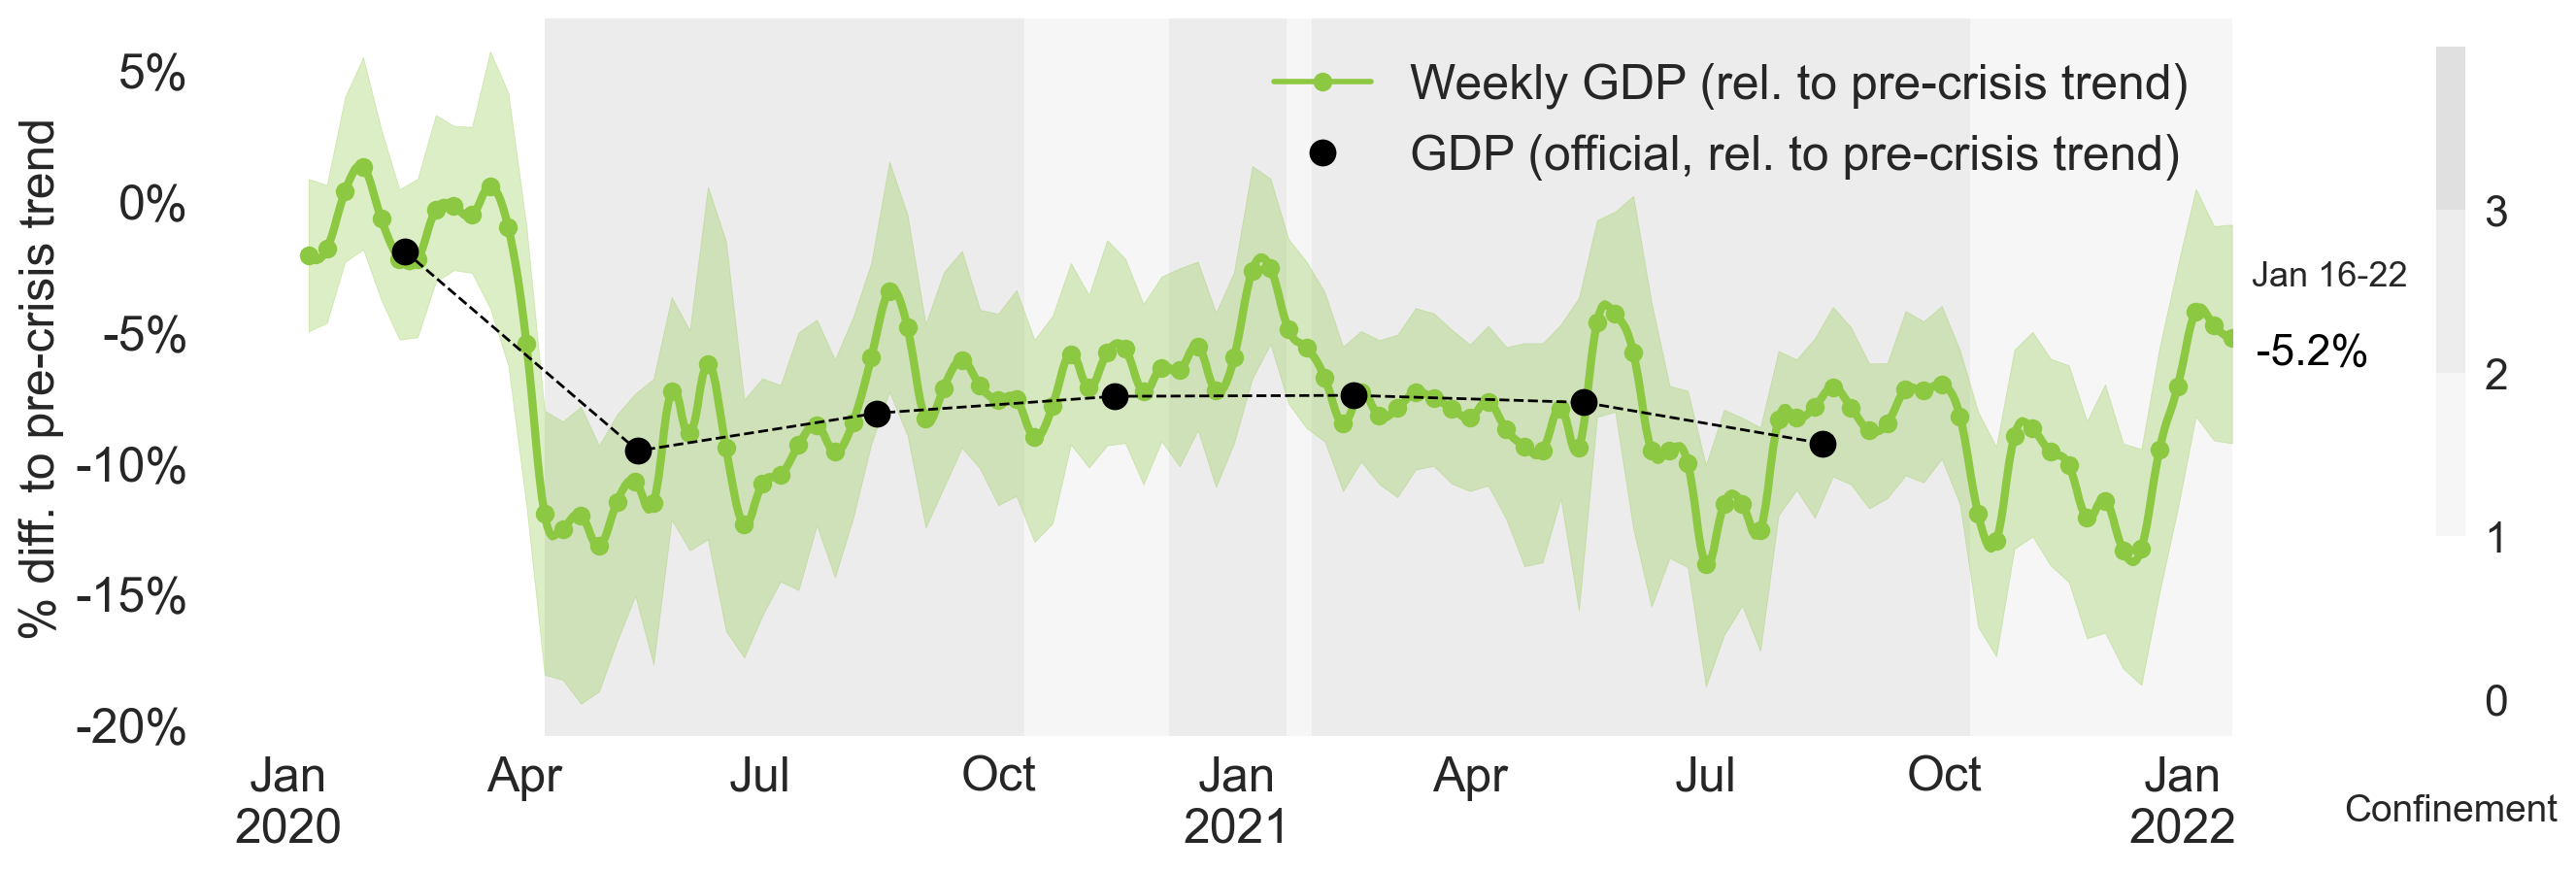 % diff. to pre-crisis trend
5%
0%
-5%
-10%
-15%
-20%
Weekly GDP (rel. to pre-crisis trend)
GDP (official, rel. to pre-crisis trend)
Jan 16-22
-5.2%
3
2
1
0
Confinement
Jan Apr Jul Oct Jan Apr Jul Oct Jan
2020 2021 2022